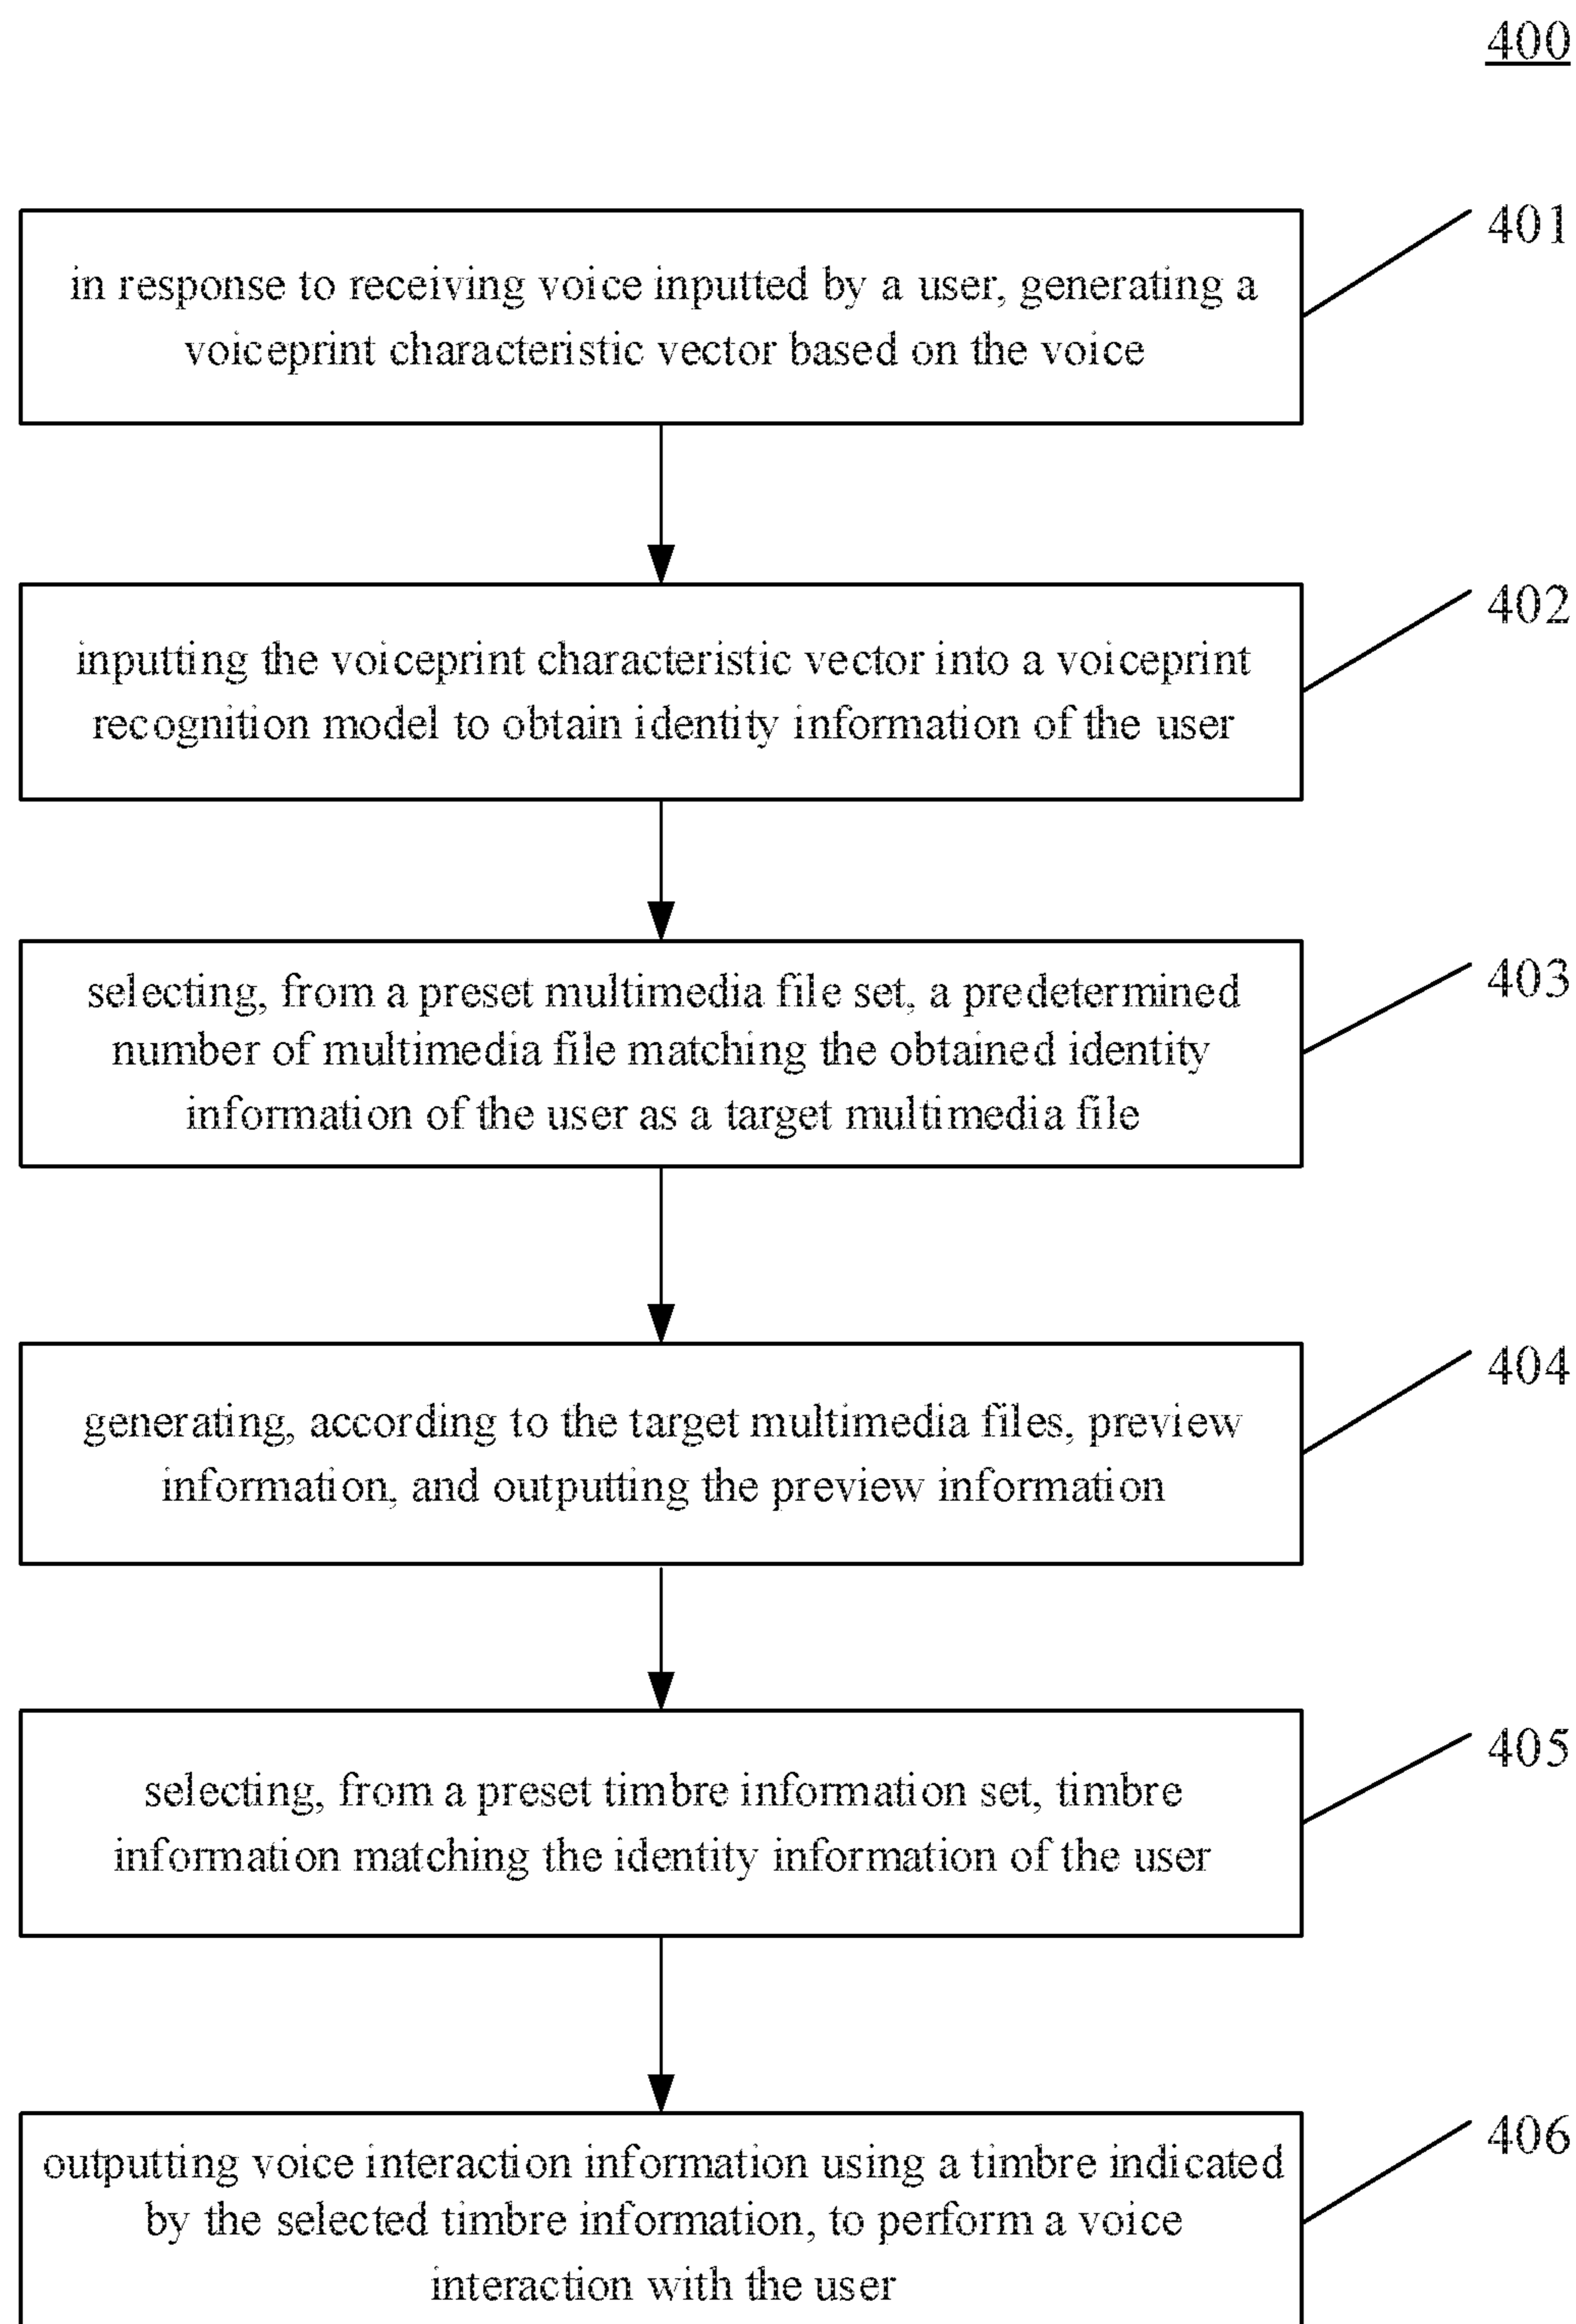 400
401
in response to receiving voice inputted by a user, generating a
voiceprint characteristic vector based on the voice
402
inputting the voiceprint characteristic vector into a voiceprint
recognition model to obtain identity information of the user
403
selecting, from a preset multimedia file set, a predetermined
number of multimedia file matching the obtained identity
information of the user as a target multimedia file
404
generating, according to the target multimedia files, preview
information, and outputting the preview information
405
selecting, from a preset timbre information set, timbre
information matching the identity information of the user
406
outputting voice interaction information using a timbre indicated
by the selected timbre information, to perform a voice
interaction with the user